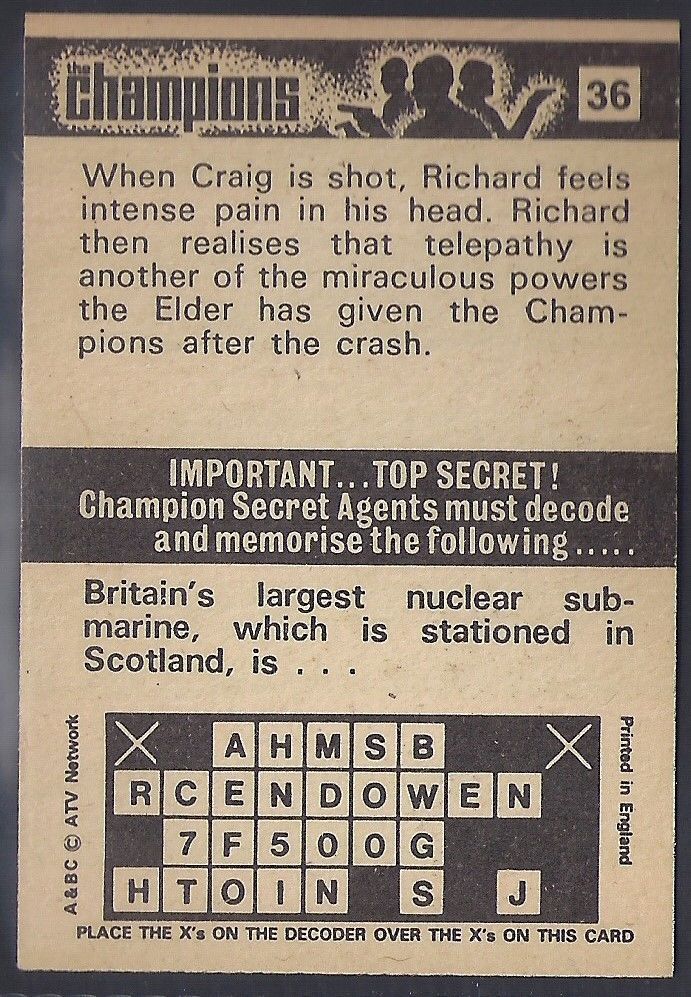 the champions 36
When Craig is shot, Richard feels
intense pain in his head. Richard
then realises that telepathy is
another of the miraculous powers
the Elder has given the Cham-
pions after the crash.
IMPORTANT...TOP SECRET!
Champion Secret Agents must decode
and memorise the following.....
Britain's largest nuclear sub-
marine, which is stationed in
Scotland, is . . .
X A H M S B X
R C E N D O W E N
7 F 5 0 0 G
H T O I N S J
A & BC © ATV Network
Printed in England
PLACE THE X's ON THE DECODER OVER THE X's ON THIS CARD